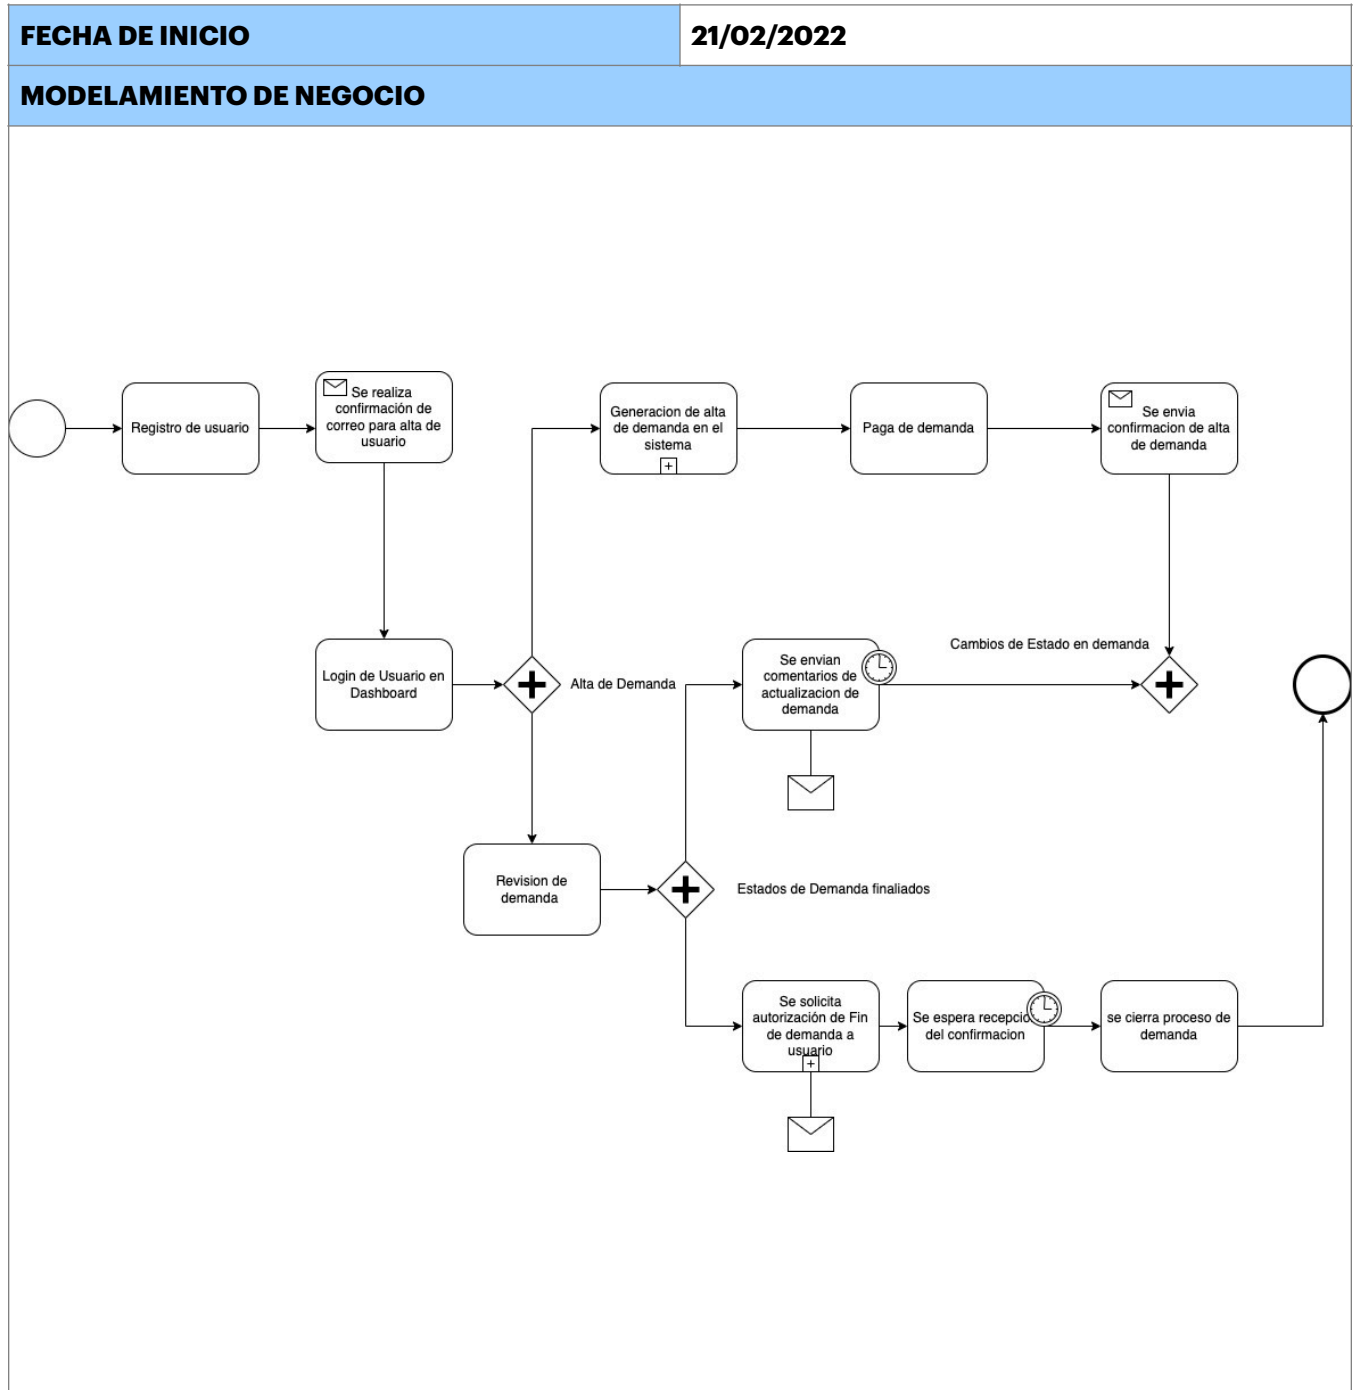 FECHA DE INICIO
21/02/2022
MODELAMIENTO DE NEGOCIO
Registro de usuario
Se realiza
confirmación de
correo para alta de
usuario
Generacion de alta
de demanda en el
sistema
Paga de demanda
Se envia
confirmacion de alta
de demanda
Login de Usuario en
Dashboard
Alta de Demanda
Se envian
comentarios de
actualizacion de
demanda
Cambios de Estado en demanda
Revision de
demanda
Estados de Demanda finaliados
Se solicita
autorización de Fin
de demanda a
usuario
Se espera recepcio
del confirmacion
se cierra proceso de
demanda